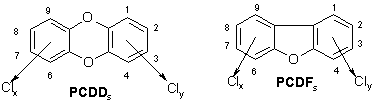 9 O 1 9 1
8 2 8 2
7 3 7 3
6 O 4 6 O 4
Clx Cly Clx Cly
PCDDs PCDFs